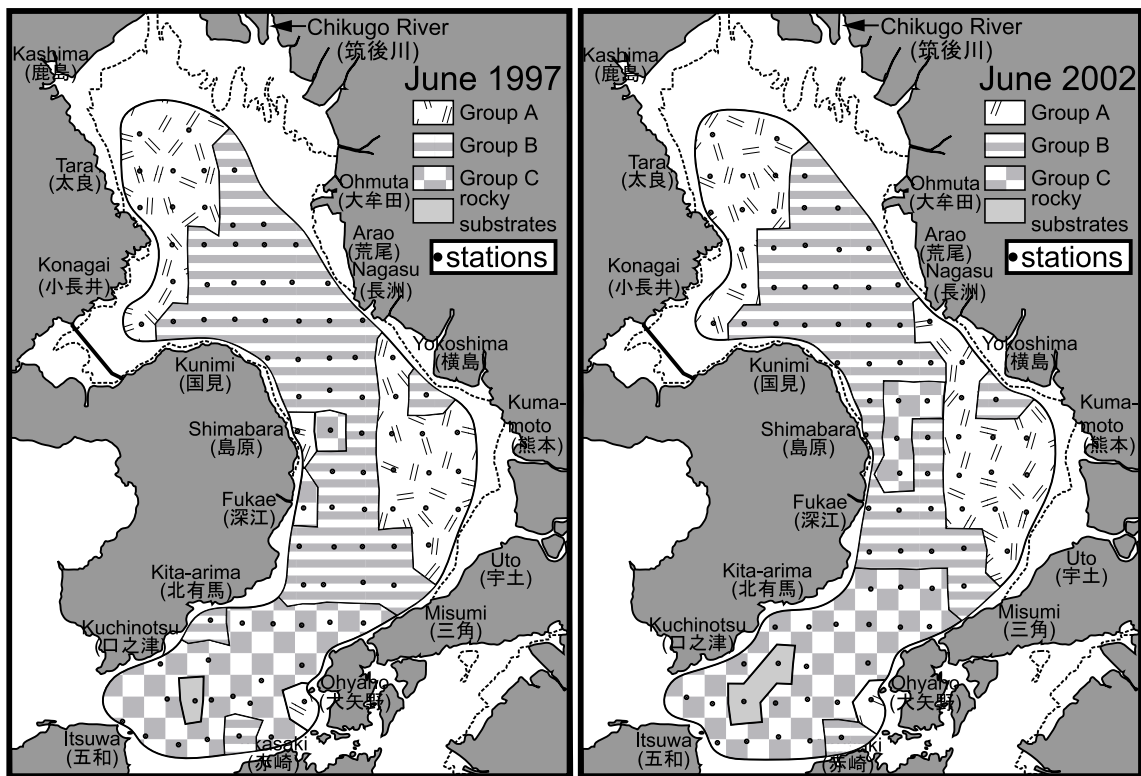 Chikugo River
(筑後川)
Kashima
(鹿島)
June 1997
Group A
Group B
Group C
rocky
substrates
stations
Tara
(太良)
Ohmuta
(大牟田)
Arao
(荒尾)
Nagasu
(長洲)
Konagai
(小長井)
Yokoshima
(横島)
Kunimi
(国見)
Kuma-
moto
(熊本)
Shimabara
(島原)
Fukae
(深江)
Uto
(宇土)
Kita-arima
(北有馬)
Misumi
(三角)
Kuchinotsu
口之津)
Ohyano
(大矢野)
Itsuwa
(五和)
kasaki
(赤崎)
Chikugo River
(筑後川)
Kashima
(鹿島)
June 2002
Group A
Group B
Group C
rocky
substrates
stations
Tara
(太良)
Ohmuta
(大牟田)
Arao
(荒尾)
Nagasu
(長洲)
Konagai
(小長井)
Yokoshima
(横島)
Kunimi
(国見)
Kuma-
moto
(熊本)
Shimabara
(島原)
Fukae
(深江)
Uto
(宇土)
Kita-arima
(北有馬)
Misumi
(三角)
Kuchinotsu
口之津)
Ohyano
(大矢野)
Itsuwa
(五和)